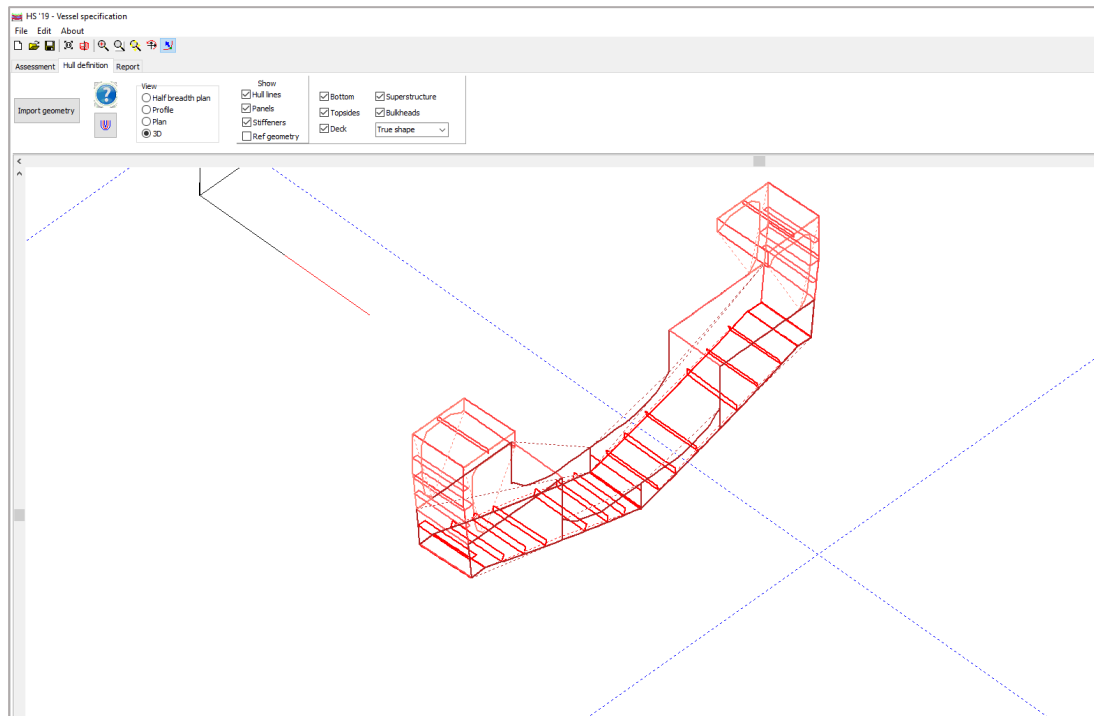 HS '19 - Vessel specification
File Edit About
Assessment Hull definition Report
Import geometry
?
View
Half breadth plan
Profile
Plan
3D
Show
Hull lines
Panels
Stiffeners
Ref geometry
Bottom Superstructure
Topsides Bulkheads
Deck True shape